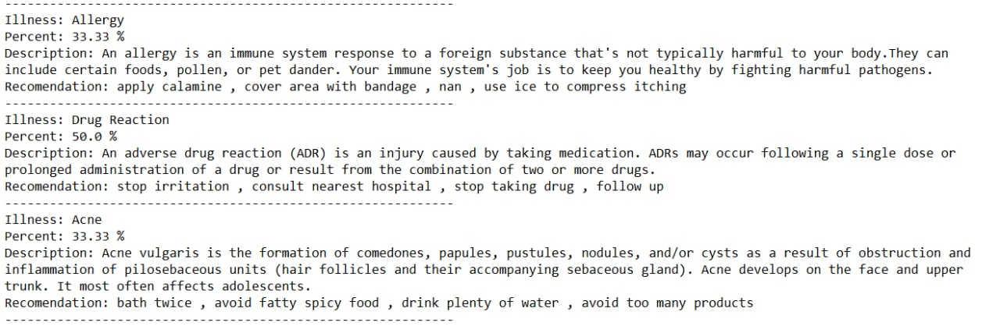 ------------------------------------------------------------
Illness: Allergy
Percent: 33.33 %
Description: An allergy is an immune system response to a foreign substance that's not typically harmful to your body.They can
include certain foods, pollen, or pet dander. Your immune system's job is to keep you healthy by fighting harmful pathogens.
Recomendation: apply calamine , cover area with bandage , nan , use ice to compress itching
------------------------------------------------------------
Illness: Drug Reaction
Percent: 50.0 %
Description: An adverse drug reaction (ADR) is an injury caused by taking medication. ADRs may occur following a single dose or
prolonged administration of a drug or result from the combination of two or more drugs.
Recomendation: stop irritation , consult nearest hospital , stop taking drug , follow up
------------------------------------------------------------
Illness: Acne
Percent: 33.33 %
Description: Acne vulgaris is the formation of comedones, papules, pustules, nodules, and/or cysts as a result of obstruction and
inflammation of pilosebaceous units (hair follicles and their accompanying sebaceous gland). Acne develops on the face and upper
trunk. It most often affects adolescents.
Recomendation: bath twice , avoid fatty spicy food , drink plenty of water , avoid too many products
------------------------------------------------------------